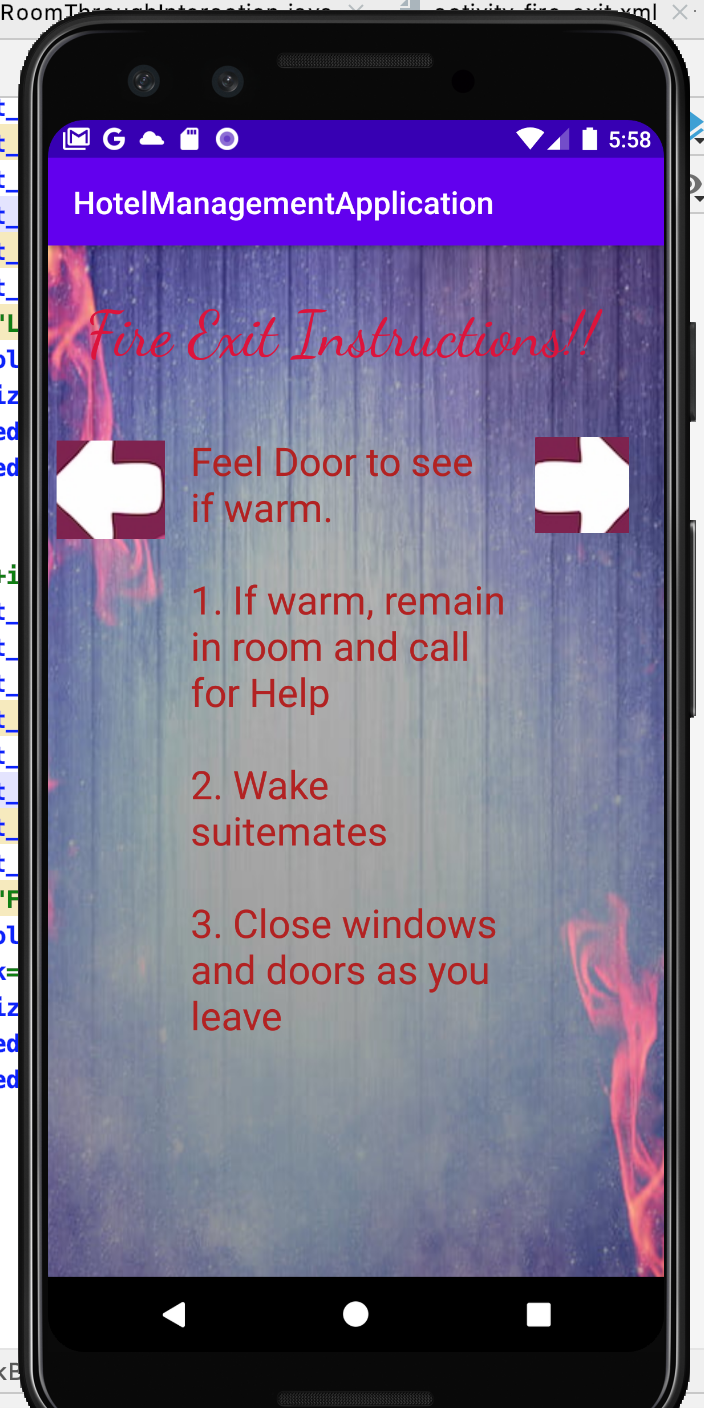 RoomThroughInteraction.java activity_fire_exit.xml
5:58
HotelManagementApplication
Fire Exit Instructions!!
Feel Door to see
if warm.
1. If warm, remain
in room and call
for Help
2. Wake
suitemates
3. Close windows
and doors as you
leave